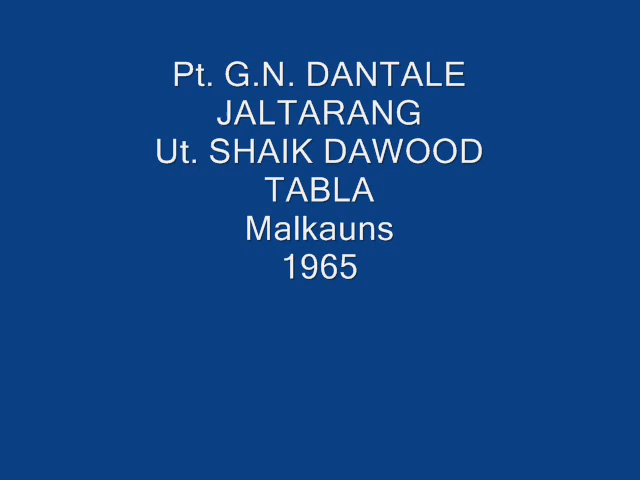 Pt. G.N. DANTALE
JALTARANG
Ut. SHAIK DAWOOD
TABLA
Malkauns
1965